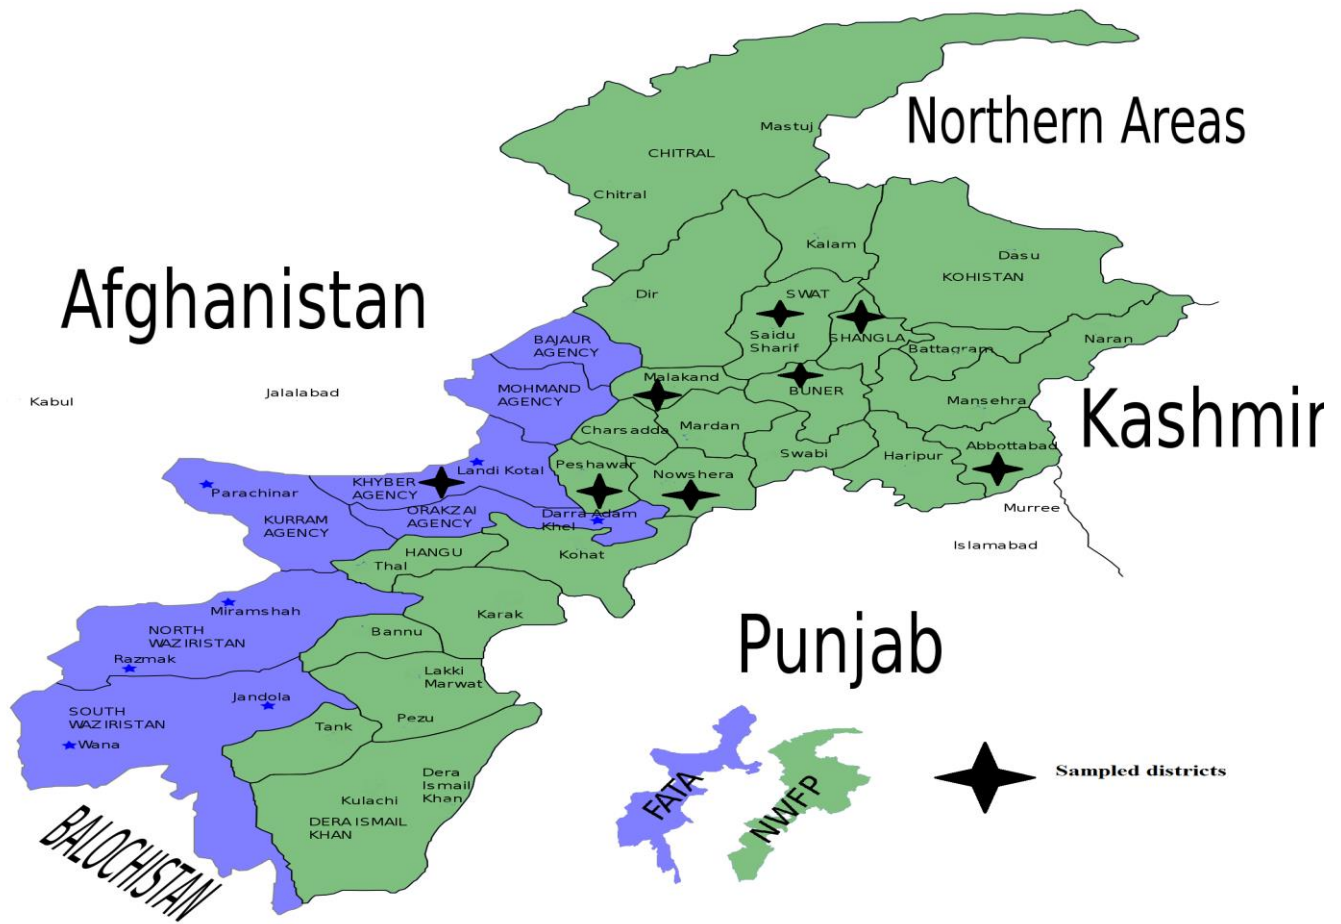 Northern Areas
Mastuj
CHITRAL
Chitral
Kalam
Dasu
KOHISTAN
Afghanistan
Dir
SWAT
Saidu
Sharif
SHANGLA
Naran
Battagram
BAJAUR
AGENCY
Malakand
BUNER
Kashmir
MOHMAND
AGENCY
Mansehra
Jalalabad
Kabul
Charsadda
Mardan
Abbottabad
Swabi
Haripur
Landi Kotal
Peshawar
Nowshera
KHYBER
AGENCY
Parachinar
Murree
ORAKZAI
AGENCY
Darra Adam
Khel
KURRAM
AGENCY
Islamabad
HANGU
Thal
Kohat
Miramshah
Karak
NORTH
WAZIRISTAN
Bannu
Punjab
Razmak
Lakki
Marwat
Jandola
SOUTH
WAZIRISTAN
Pezu
Tank
Wana
Dera
Ismail
Khan
Kulachi
DERA ISMAIL
KHAN
FATA
NWFP
Sampled districts
BALOCHISTAN